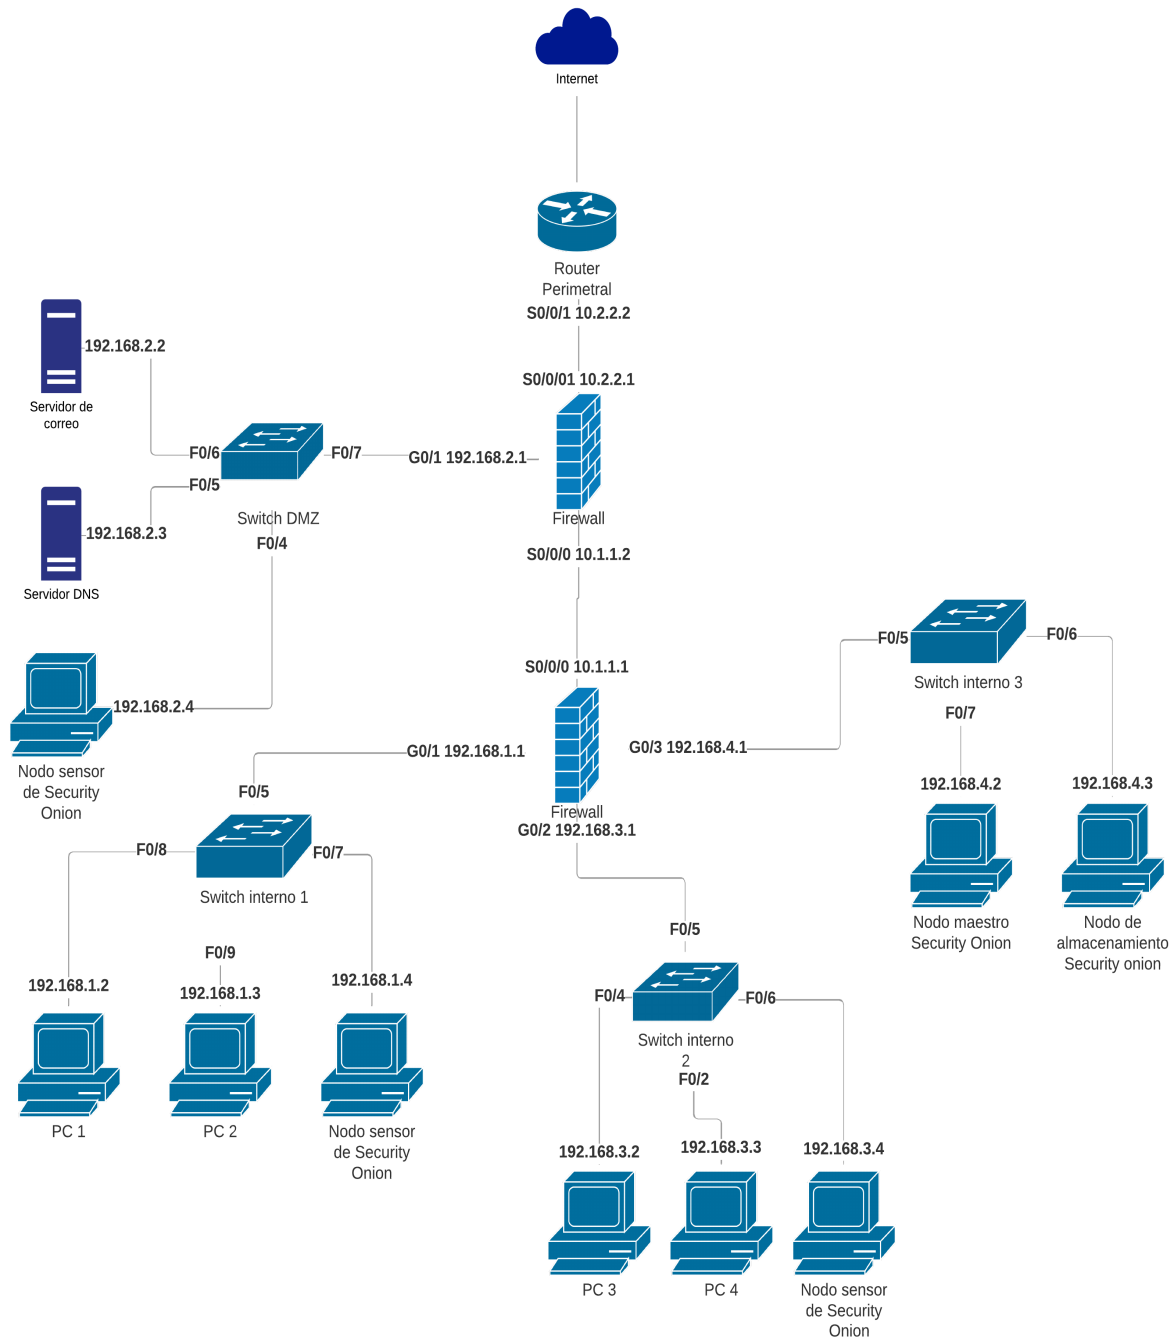 Internet
Router
Perimetral
S0/0/1 10.2.2.2
192.168.2.2
S0/0/01 10.2.2.1
Servidor de
correo
F0/6
F0/7
G0/1 192.168.2.1
F0/5
Switch DMZ
Firewall
192.168.2.3
F0/4
S0/0/0 10.1.1.2
Servidor DNS
F0/5
F0/6
S0/0/0 10.1.1.1
Switch interno 3
192.168.2.4
F0/7
G0/1 192.168.1.1
G0/3 192.168.4.1
Nodo sensor
de Security
Onion
F0/5
192.168.4.2
192.168.4.3
Firewall
G0/2 192.168.3.1
F0/8
F0/7
Switch interno 1
Nodo maestro
Security Onion
Nodo de
almacenamiento
Security onion
F0/5
F0/9
192.168.1.2
192.168.1.3
192.168.1.4
F0/4
F0/6
Switch interno
2
F0/2
PC 1
PC 2
Nodo sensor
de Security
Onion
192.168.3.2
192.168.3.3
192.168.3.4
PC 3
PC 4
Nodo sensor
de Security
Onion